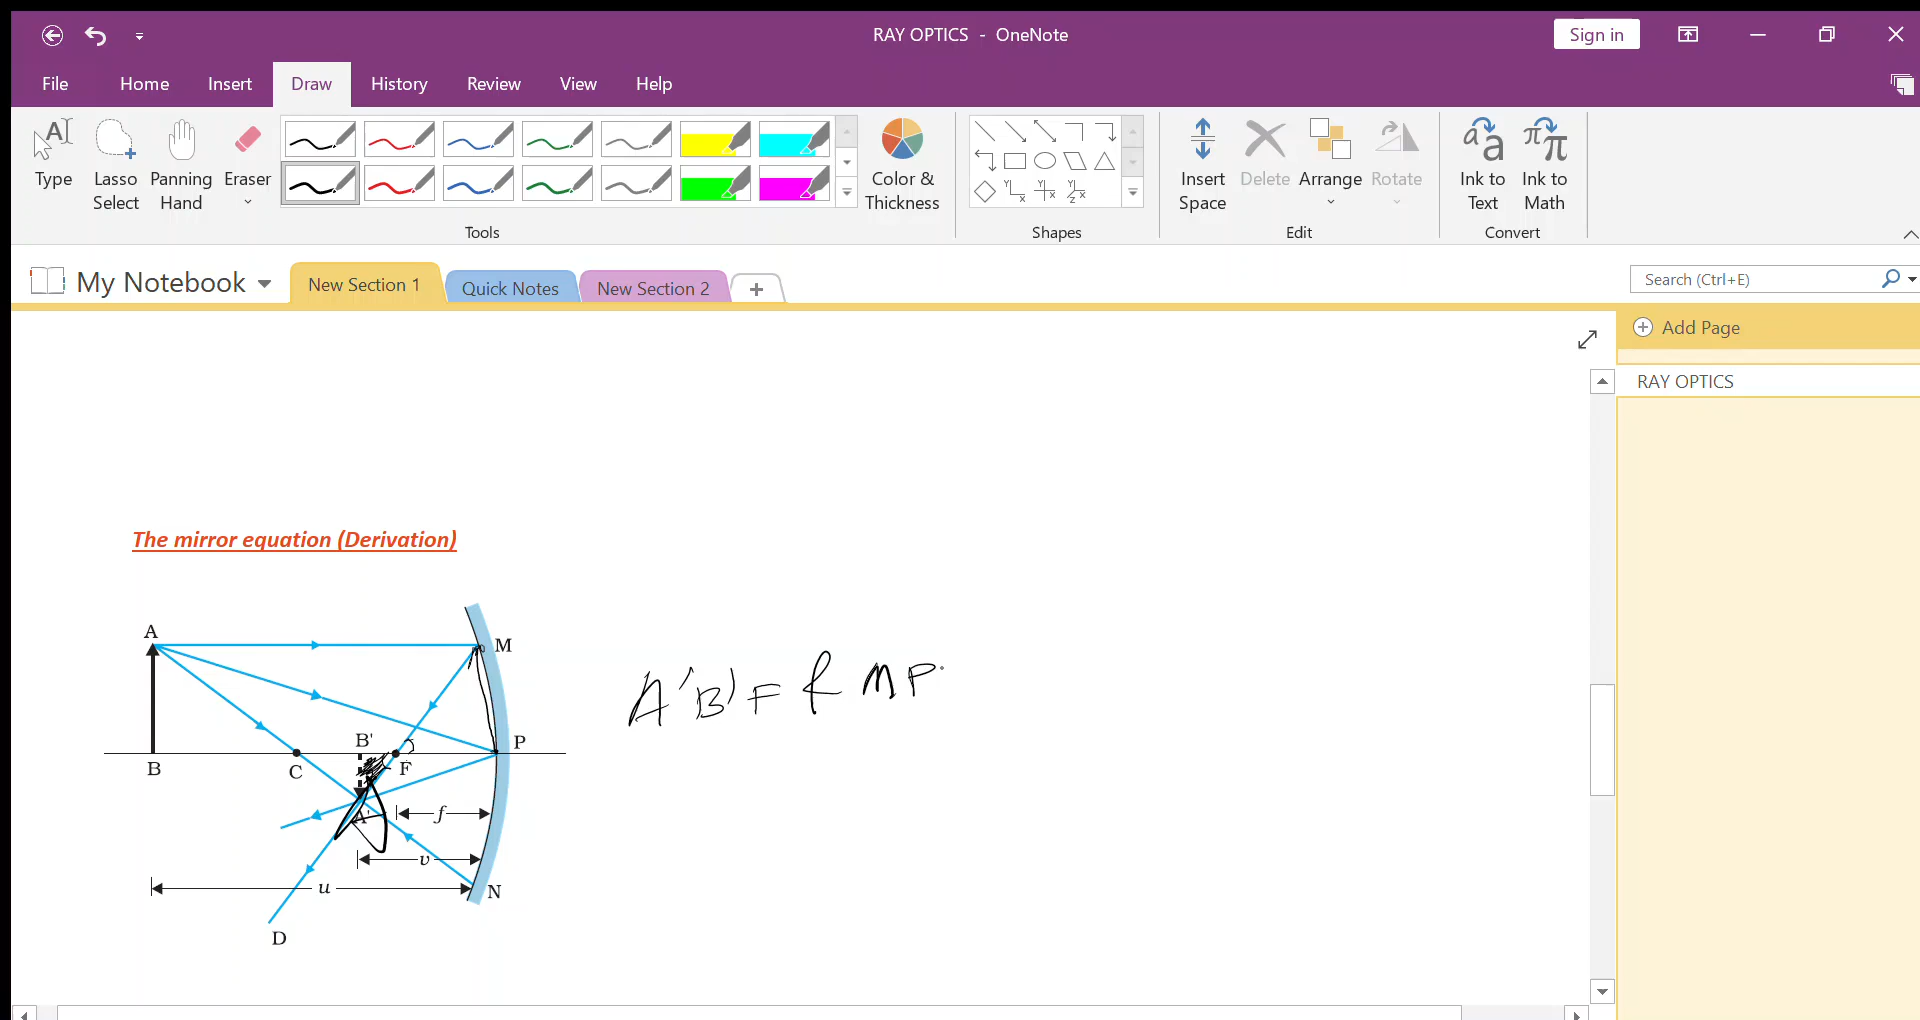 RAY OPTICS - OneNote
Sign in
File Home Insert Draw History Review View Help
Type
Lasso Select
Panning Hand
Eraser
Color & Thickness
Insert Space
Delete
Arrange
Rotate
Ink to Text
Ink to Math
Tools
Shapes
Edit
Convert
My Notebook
New Section 1
Quick Notes
New Section 2
Search (Ctrl+E)
Add Page
RAY OPTICS
The mirror equation (Derivation)
A
M
A'B'F & MP
B'
P
B
C
F
A'
f
v
u
N
D